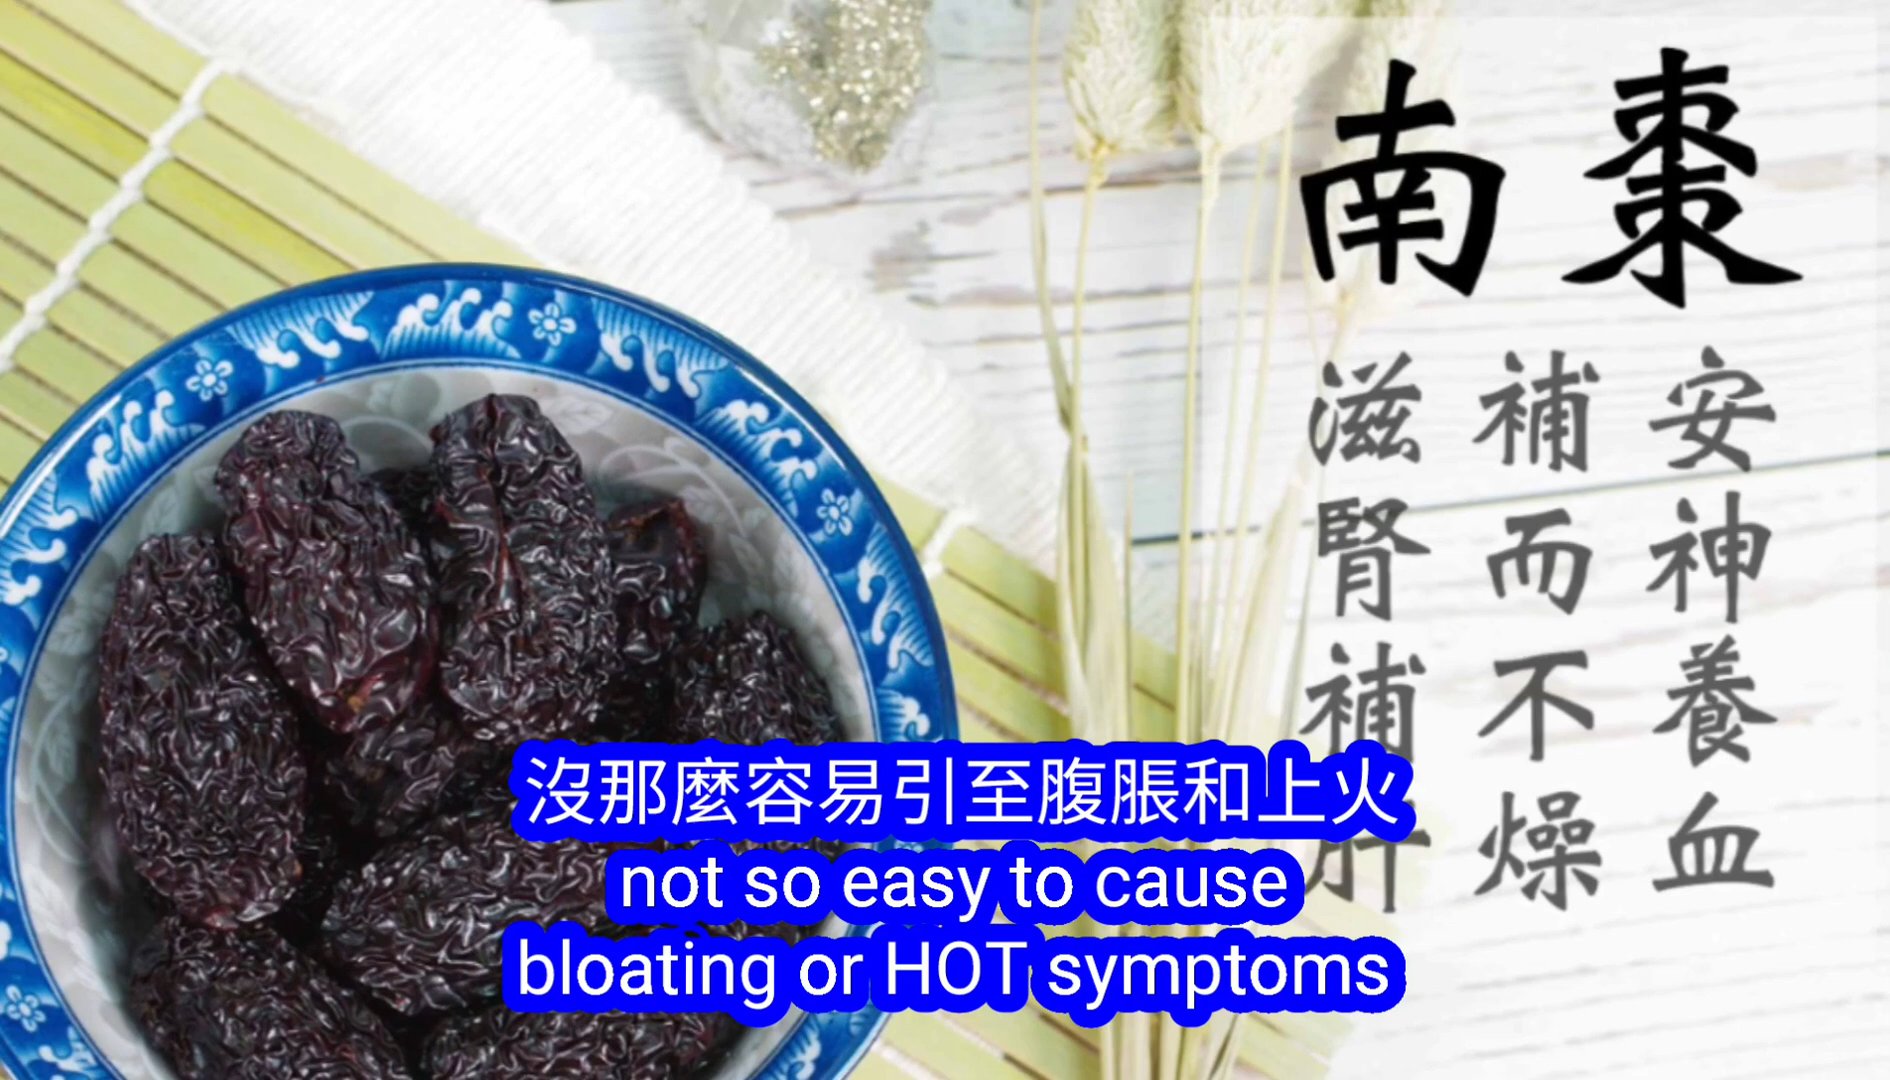 南棗
安神養血
補而不燥
滋腎補肝
沒那麼容易引至腹脹和上火
not so easy to cause
bloating or HOT symptoms